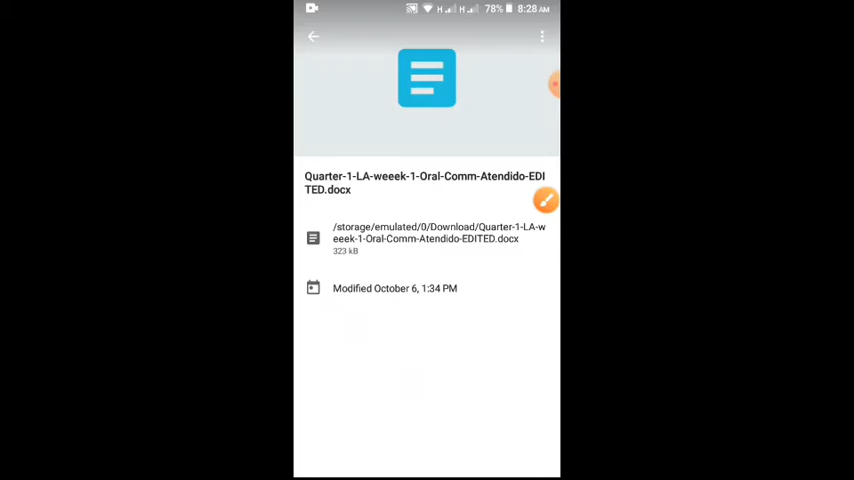 H H 78% 8:28 AM
Quarter-1-LA-weeek-1-Oral-Comm-Atendido-EDI
TED.docx
/storage/emulated/0/Download/Quarter-1-LA-w
eeek-1-Oral-Comm-Atendido-EDITED.docx
323 kB
Modified October 6, 1:34 PM